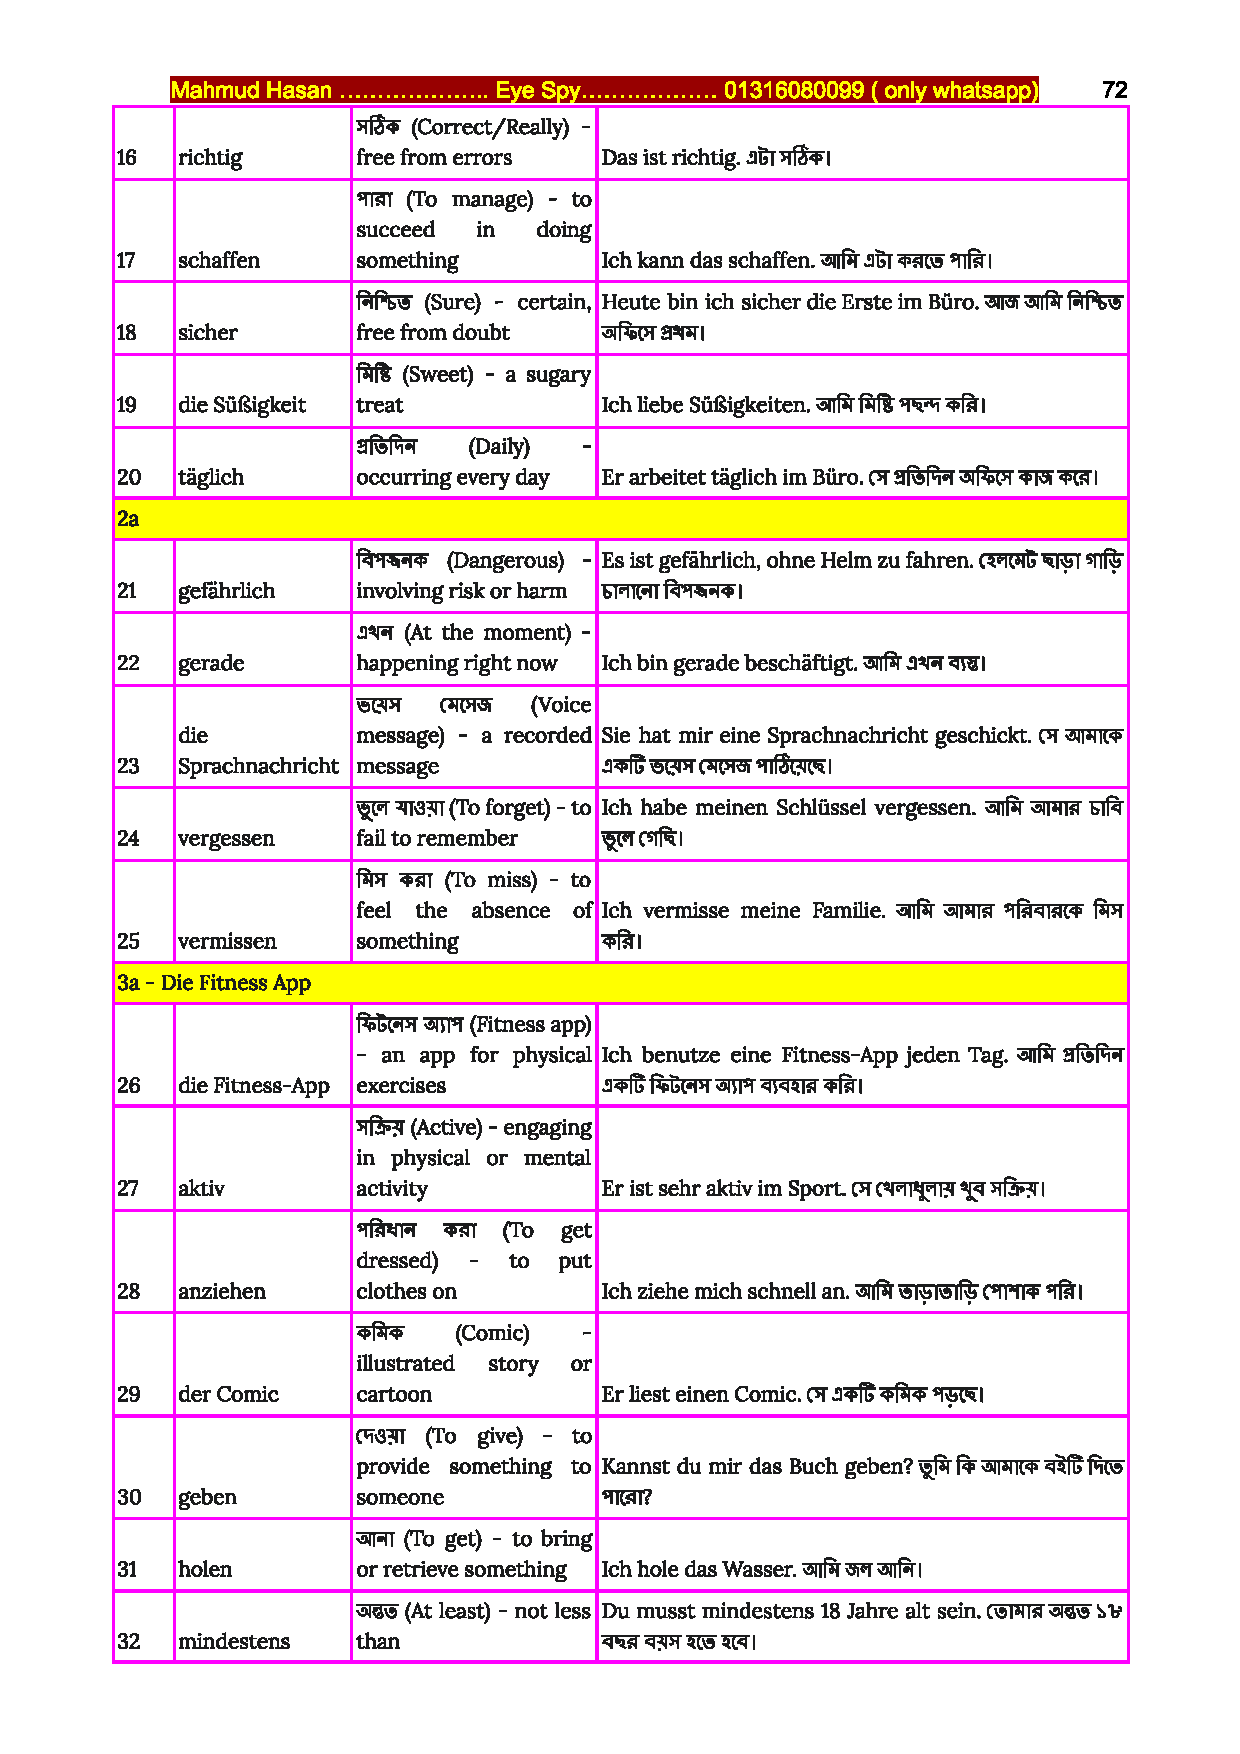 Mahmud Hasan ……………….. Eye Spy……………… 01316080099 ( only whatsapp) 72
সঠিক (Correct/Really) -
16 richtig free from errors Das ist richtig. এটা সঠিক।
পারা (To manage) - to
succeed in doing
17 schaffen something Ich kann das schaffen. আমি এটা করতে পারি।
নিশ্চিত (Sure) - certain, Heute bin ich sicher die Erste im Büro. আজ আমি নিশ্চিত
18 sicher free from doubt অফিসে প্রথম।
মিষ্টি (Sweet) - a sugary
19 die Süßigkeit treat Ich liebe Süßigkeiten. আমি মিষ্টি পছন্দ করি।
প্রতিদিন (Daily) -
20 täglich occurring every day Er arbeitet täglich im Büro. সে প্রতিদিন অফিসে কাজ করে।
2a
বিপজ্জনক (Dangerous) - Es ist gefährlich, ohne Helm zu fahren. হেলমেট ছাড়া গাড়ি
21 gefährlich involving risk or harm চালানো বিপজ্জনক।
এখন (At the moment) -
22 gerade happening right now Ich bin gerade beschäftigt. আমি এখন ব্যস্ত।
ভয়েস মেসেজ (Voice
die message) - a recorded Sie hat mir eine Sprachnachricht geschickt. সে আমাকে
23 Sprachnachricht message একটি ভয়েস মেসেজ পাঠিয়েছে।
ভুলে যাওয়া (To forget) - to Ich habe meinen Schlüssel vergessen. আমি আমার চাবি
24 vergessen fail to remember ভুলে গেছি।
মিস করা (To miss) - to
feel the absence of Ich vermisse meine Familie. আমি আমার পরিবারকে মিস
25 vermissen something করি।
3a - Die Fitness App
ফিটনেস অ্যাপ (Fitness app)
- an app for physical Ich benutze eine Fitness-App jeden Tag. আমি প্রতিদিন
26 die Fitness-App exercises একটি ফিটনেস অ্যাপ ব্যবহার করি।
সক্রিয় (Active) - engaging
in physical or mental
27 aktiv activity Er ist sehr aktiv im Sport. সে খেলাধুলায় খুব সক্রিয়।
পরিধান করা (To get
dressed) - to put
28 anziehen clothes on Ich ziehe mich schnell an. আমি তাড়াতাড়ি পোশাক পরি।
কমিক (Comic) -
illustrated story or
29 der Comic cartoon Er liest einen Comic. সে একটি কমিক পড়ছে।
দেওয়া (To give) - to
provide something to Kannst du mir das Buch geben? তুমি কি আমাকে বইটি দিতে
30 geben someone পারো?
আনা (To get) - to bring
31 holen or retrieve something Ich hole das Wasser. আমি জল আনি।
অন্তত (At least) - not less Du musst mindestens 18 Jahre alt sein. তোমার অন্তত ১৮
32 mindestens than বছর বয়স হতে হবে।